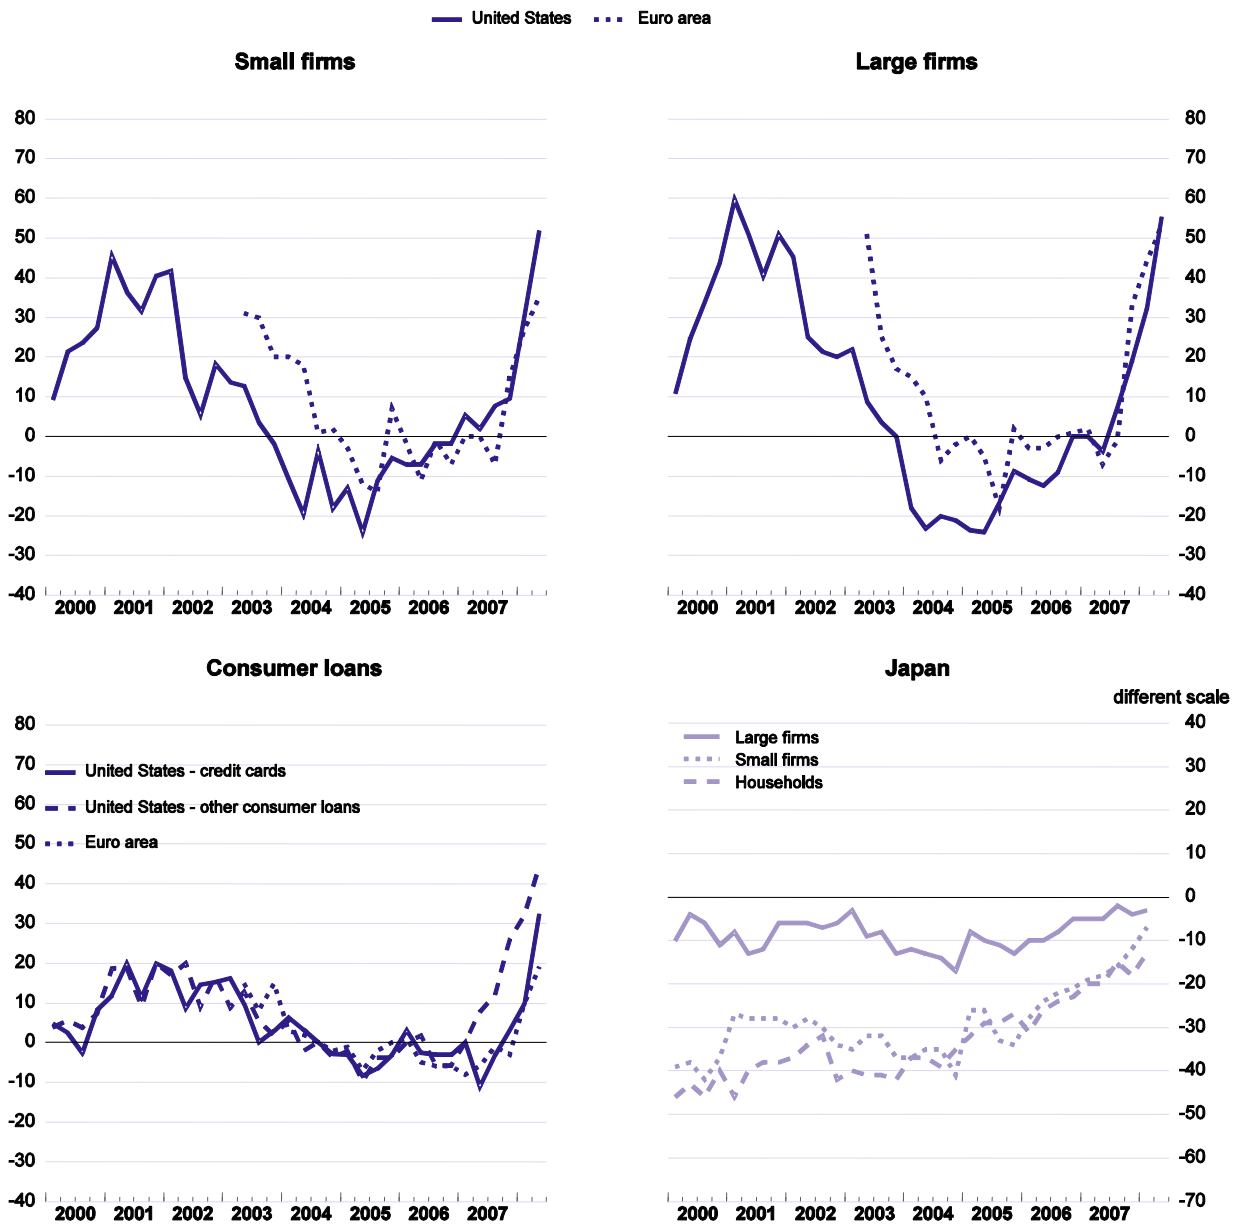 United States Euro area
Small firms
Large firms
80 80
70 70
60 60
50 50
40 40
30 30
20 20
10 10
0 0
-10 -10
-20 -20
-30 -30
-40 -40
2000 2001 2002 2003 2004 2005 2006 2007
2000 2001 2002 2003 2004 2005 2006 2007
Consumer loans
80
70
United States - credit cards
60
United States - other consumer loans
50
Euro area
40
30
20
10
0
-10
-20
-30
-40
2000 2001 2002 2003 2004 2005 2006 2007
Japan
different scale
40
Large firms
Small firms
30
Households
20
10
0
-10
-20
-30
-40
-50
-60
-70
2000 2001 2002 2003 2004 2005 2006 2007